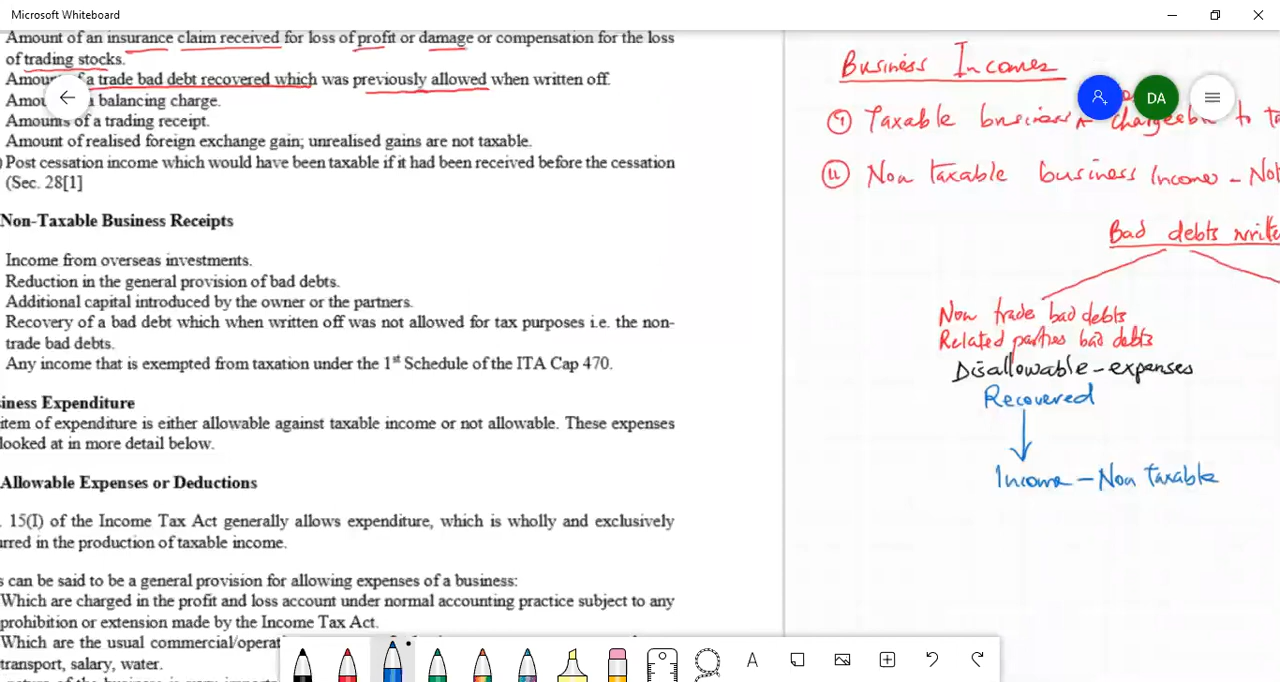 Microsoft Whiteboard
Amount of an insurance claim received for loss of profit or damage or compensation for the loss
of trading stocks.
a trade bad debt recovered which was previously allowed when written off.
a balancing charge.
Amounts of a trading receipt.
Amount of realised foreign exchange gain; unrealised gains are not taxable.
) Post cessation income which would have been taxable if it had been received before the cessation
(Sec. 28[1]
Non-Taxable Business Receipts
Income from overseas investments.
Reduction in the general provision of bad debts.
Additional capital introduced by the owner or the partners.
Recovery of a bad debt which when written off was not allowed for tax purposes i.e. the non-
trade bad debts.
Any income that is exempted from taxation under the 1st Schedule of the ITA Cap 470.
iness Expenditure
item of expenditure is either allowable against taxable income or not allowable. These expenses
looked at in more detail below.
Allowable Expenses or Deductions
. 15(I) of the Income Tax Act generally allows expenditure, which is wholly and exclusively
urred in the production of taxable income.
s can be said to be a general provision for allowing expenses of a business:
Which are charged in the profit and loss account under normal accounting practice subject to any
prohibition or extension made by the Income Tax Act.
Which are the usual commercial/operati
transport, salary, water.
Business Incomes
DA
(i) Taxable business chargeable to ta
(ii) Non taxable business Income - Not
Bad debts writte
Non trade bad debts
Related parties bad debts
Disallowable - expenses
Recovered
Income - Non taxable
A